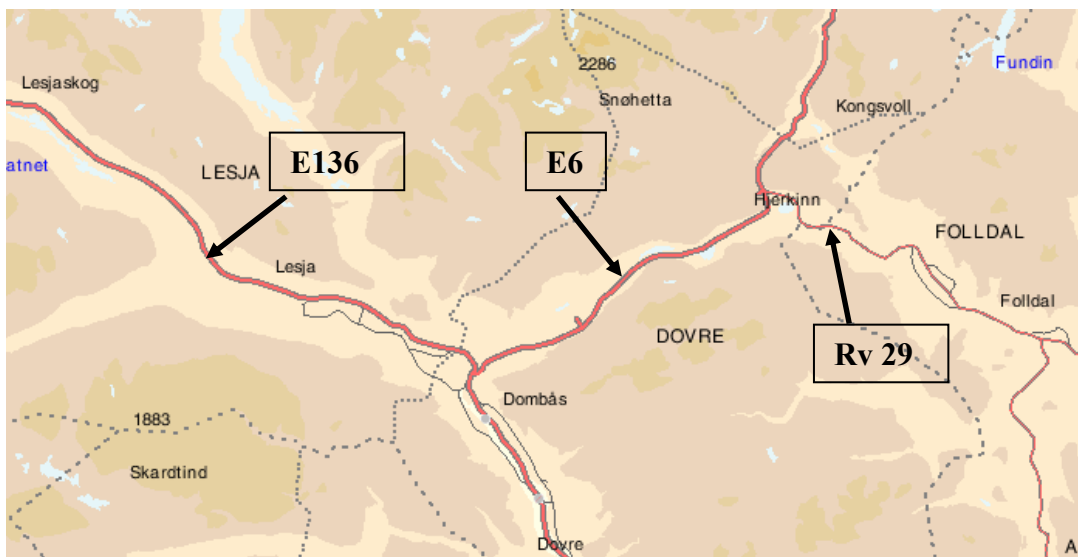 2286
Snøhetta
Fundin
Lesjaskog
Kongsvoll
atnet
LESJA
E136
E6
Hjerkinn
FOLLDAL
Lesja
Folldal
DOVRE
Rv 29
Dombås
1883
Skardtind
Dovre
A